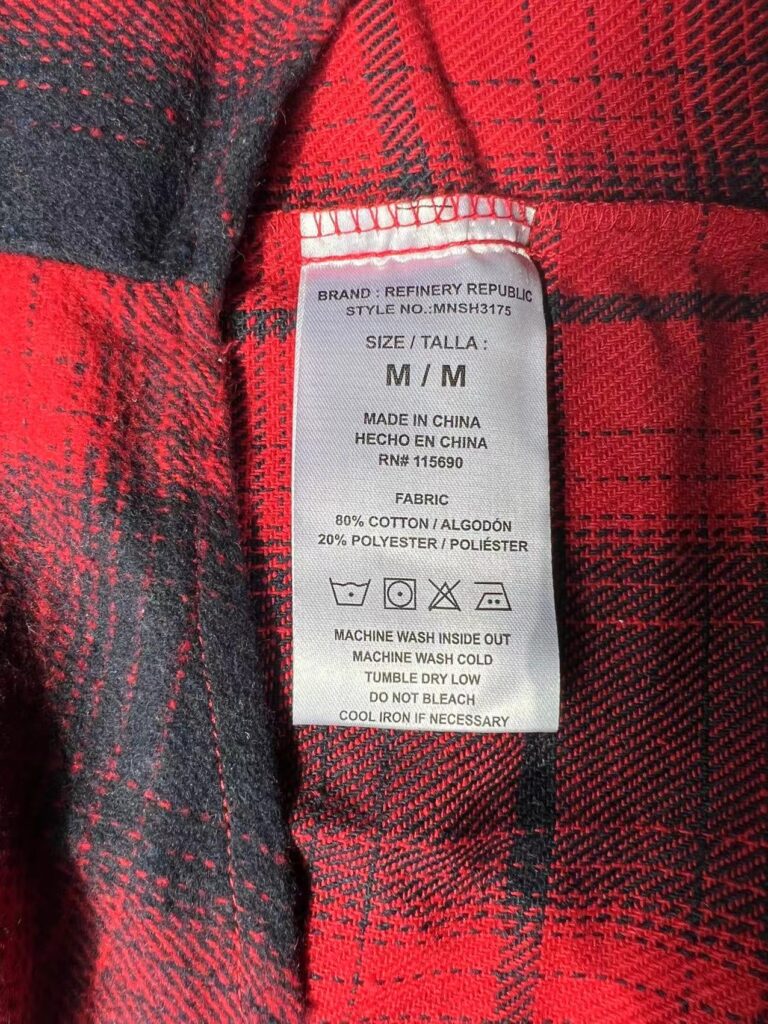 BRAND : REFINERY REPUBLIC
STYLE NO.:MNSH3175
SIZE / TALLA :
M / M
MADE IN CHINA
HECHO EN CHINA
RN# 115690
FABRIC
80% COTTON / ALGODÓN
20% POLYESTER / POLIÉSTER
MACHINE WASH INSIDE OUT
MACHINE WASH COLD
TUMBLE DRY LOW
DO NOT BLEACH
COOL IRON IF NECESSARY